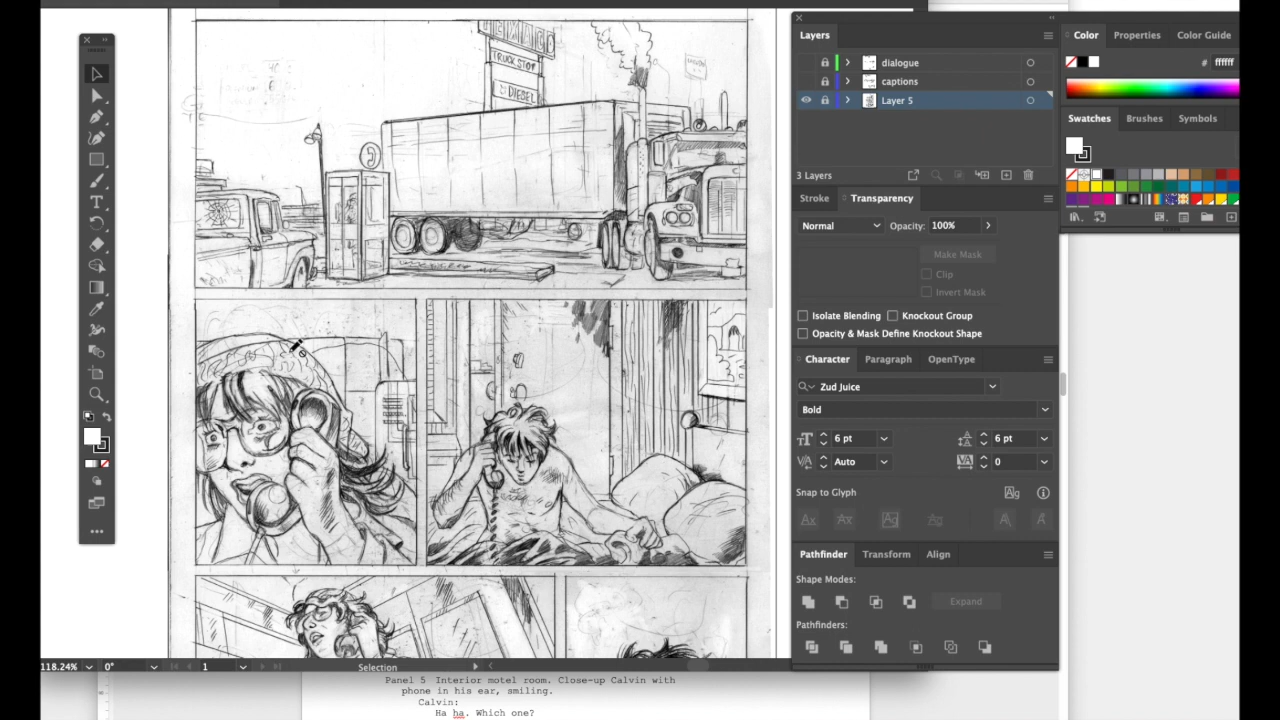 TEXACO
TRUCK STOP
DIESEL
118.24%
0°
1
Selection
Panel 5 Interior motel room. Close-up Calvin with
phone in his ear, smiling.
Calvin:
Ha ha. Which one?
Layers
dialogue
captions
Layer 5
3 Layers
Stroke
Transparency
Normal
Opacity:
100%
Make Mask
Clip
Invert Mask
Isolate Blending
Knockout Group
Opacity & Mask Define Knockout Shape
Character
Paragraph
OpenType
Zud Juice
Bold
6 pt
6 pt
Auto
0
Snap to Glyph
Pathfinder
Transform
Align
Shape Modes:
Expand
Pathfinders:
Color
Properties
Color Guide
# ffffff
Swatches
Brushes
Symbols